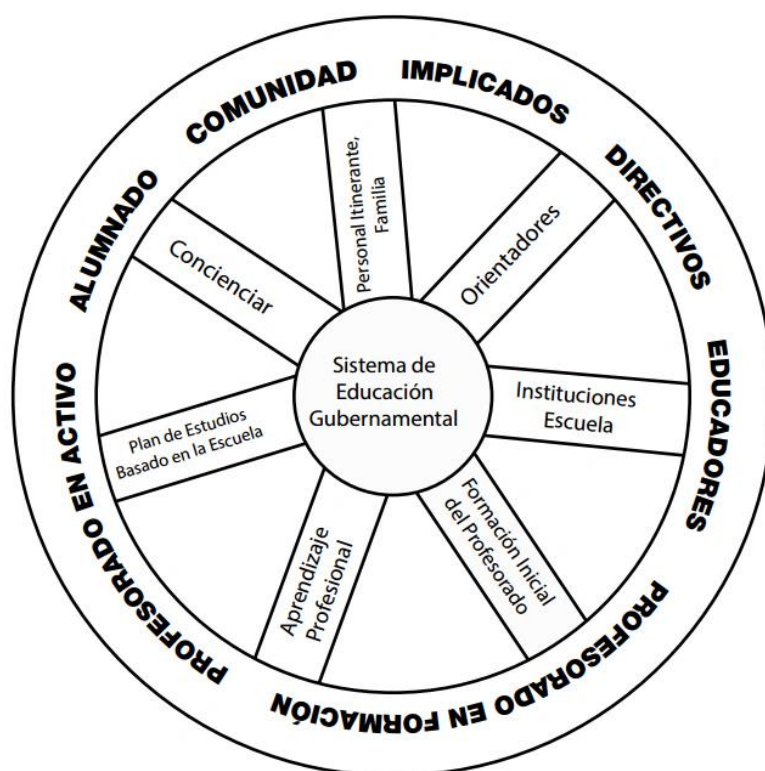 COMUNIDAD
IMPLICADOS
DIRECTIVOS
EDUCADORES
PROFESORADO EN FORMACIÓN
PROFESORADO EN ACTIVO
ALUMNADO
Personal Itinerante,
Familia
Orientadores
Instituciones
Escuela
Formación Inicial
del Profesorado
Aprendizaje
Profesional
Plan de Estudios
Basado en la Escuela
Concienciar
Sistema de
Educación
Gubernamental